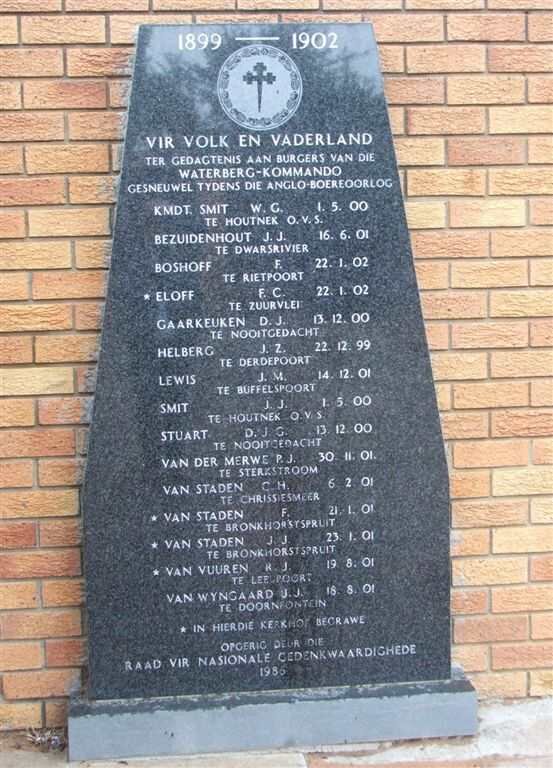 1899 — 1902
VIR VOLK EN VADERLAND
TER GEDAGTENIS AAN BURGERS VAN DIE
WATERBERG-KOMMANDO
GESNEUWEL TYDENS DIE ANGLO-BOEREOORLOG
KMDT. SMIT W. G. 1. 5. 00
TE HOUTNEK O.V.S.
BEZUIDENHOUT J. J. 16. 6. 01
TE DWARSRIVIER
BOSHOFF F. 22. 1. 02
TE RIETPOORT
* ELOFF F. C. 22. 1. 02
TE ZUURVLEI
GAARKEUKEN D. J. 13. 12. 00
TE NOOITGEDACHT
HELBERG J. Z. 22. 12. 99
TE DERDEPOORT
LEWIS J. M. 14. 12. 01
TE BUFFELSPOORT
SMIT J. J. 1. 5. 00
TE HOUTNEK O.V.S.
STUART D. J. G. 13. 12. 00
TE NOOITGEDACHT
VAN DER MERWE P. J. 30. 11. 01.
TE STERKSTROOM
VAN STADEN C. H. 6. 2. 01
TE CHRISSIESMEER
* VAN STADEN F. 21. 1. 01
TE BRONKHORSTSPRUIT
* VAN STADEN J. J. 23. 1. 01
TE BRONKHORSTSPRUIT
* VAN VUUREN R. J. 19. 8. 01
TE LEEUPOORT
VAN WYNGAARD J. J. 18. 8. 01
TE DOORNFONTEIN
* IN HIERDIE KERKHOF BEGRAWE
OPGERIG DEUR DIE
RAAD VIR NASIONALE GEDENKWAARDIGHEDE
1986